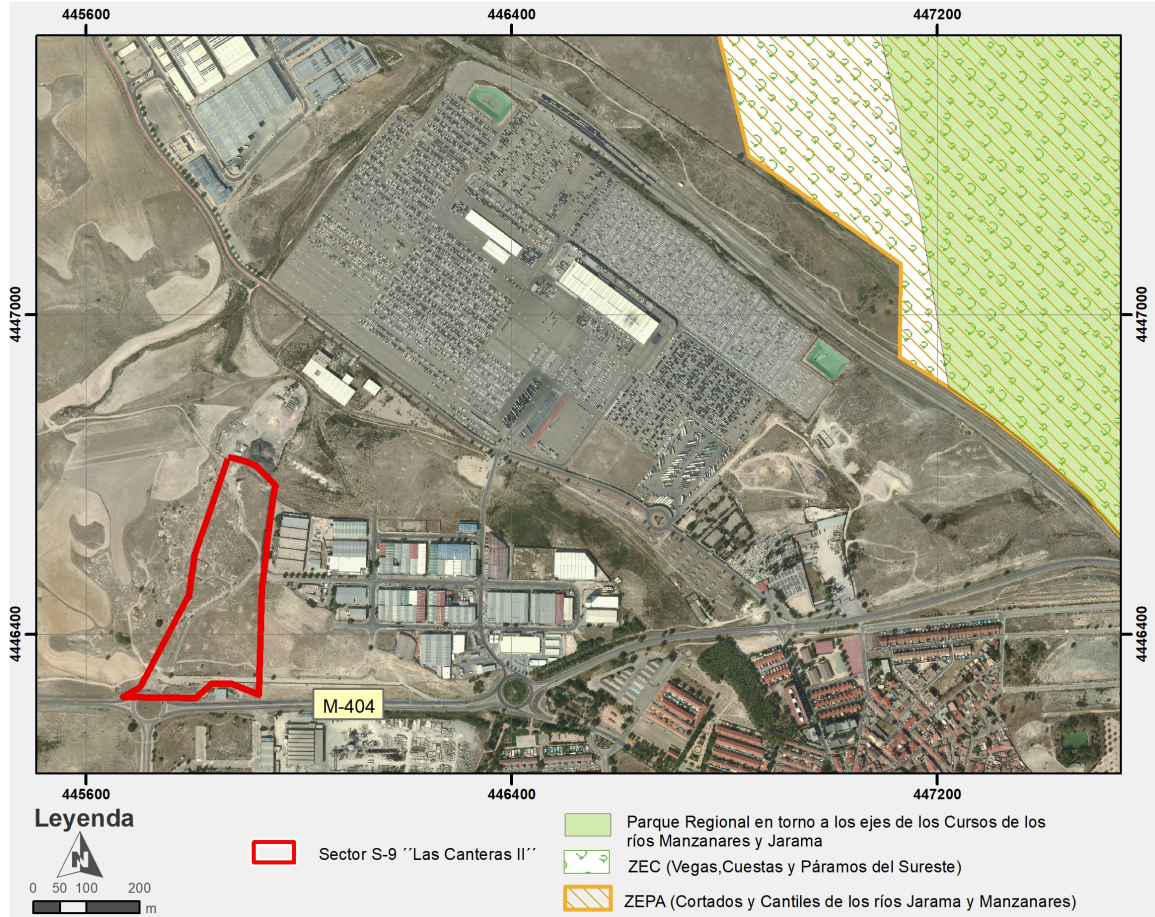 445600 446400 447200
4447000 4447000
4446400 4446400
M-404
445600 446400 447200
Leyenda
N
0 50 100 200
m
Sector S-9 ´´Las Canteras II´´
Parque Regional en torno a los ejes de los Cursos de los
ríos Manzanares y Jarama
ZEC (Vegas,Cuestas y Páramos del Sureste)
ZEPA (Cortados y Cantiles de los ríos Jarama y Manzanares)